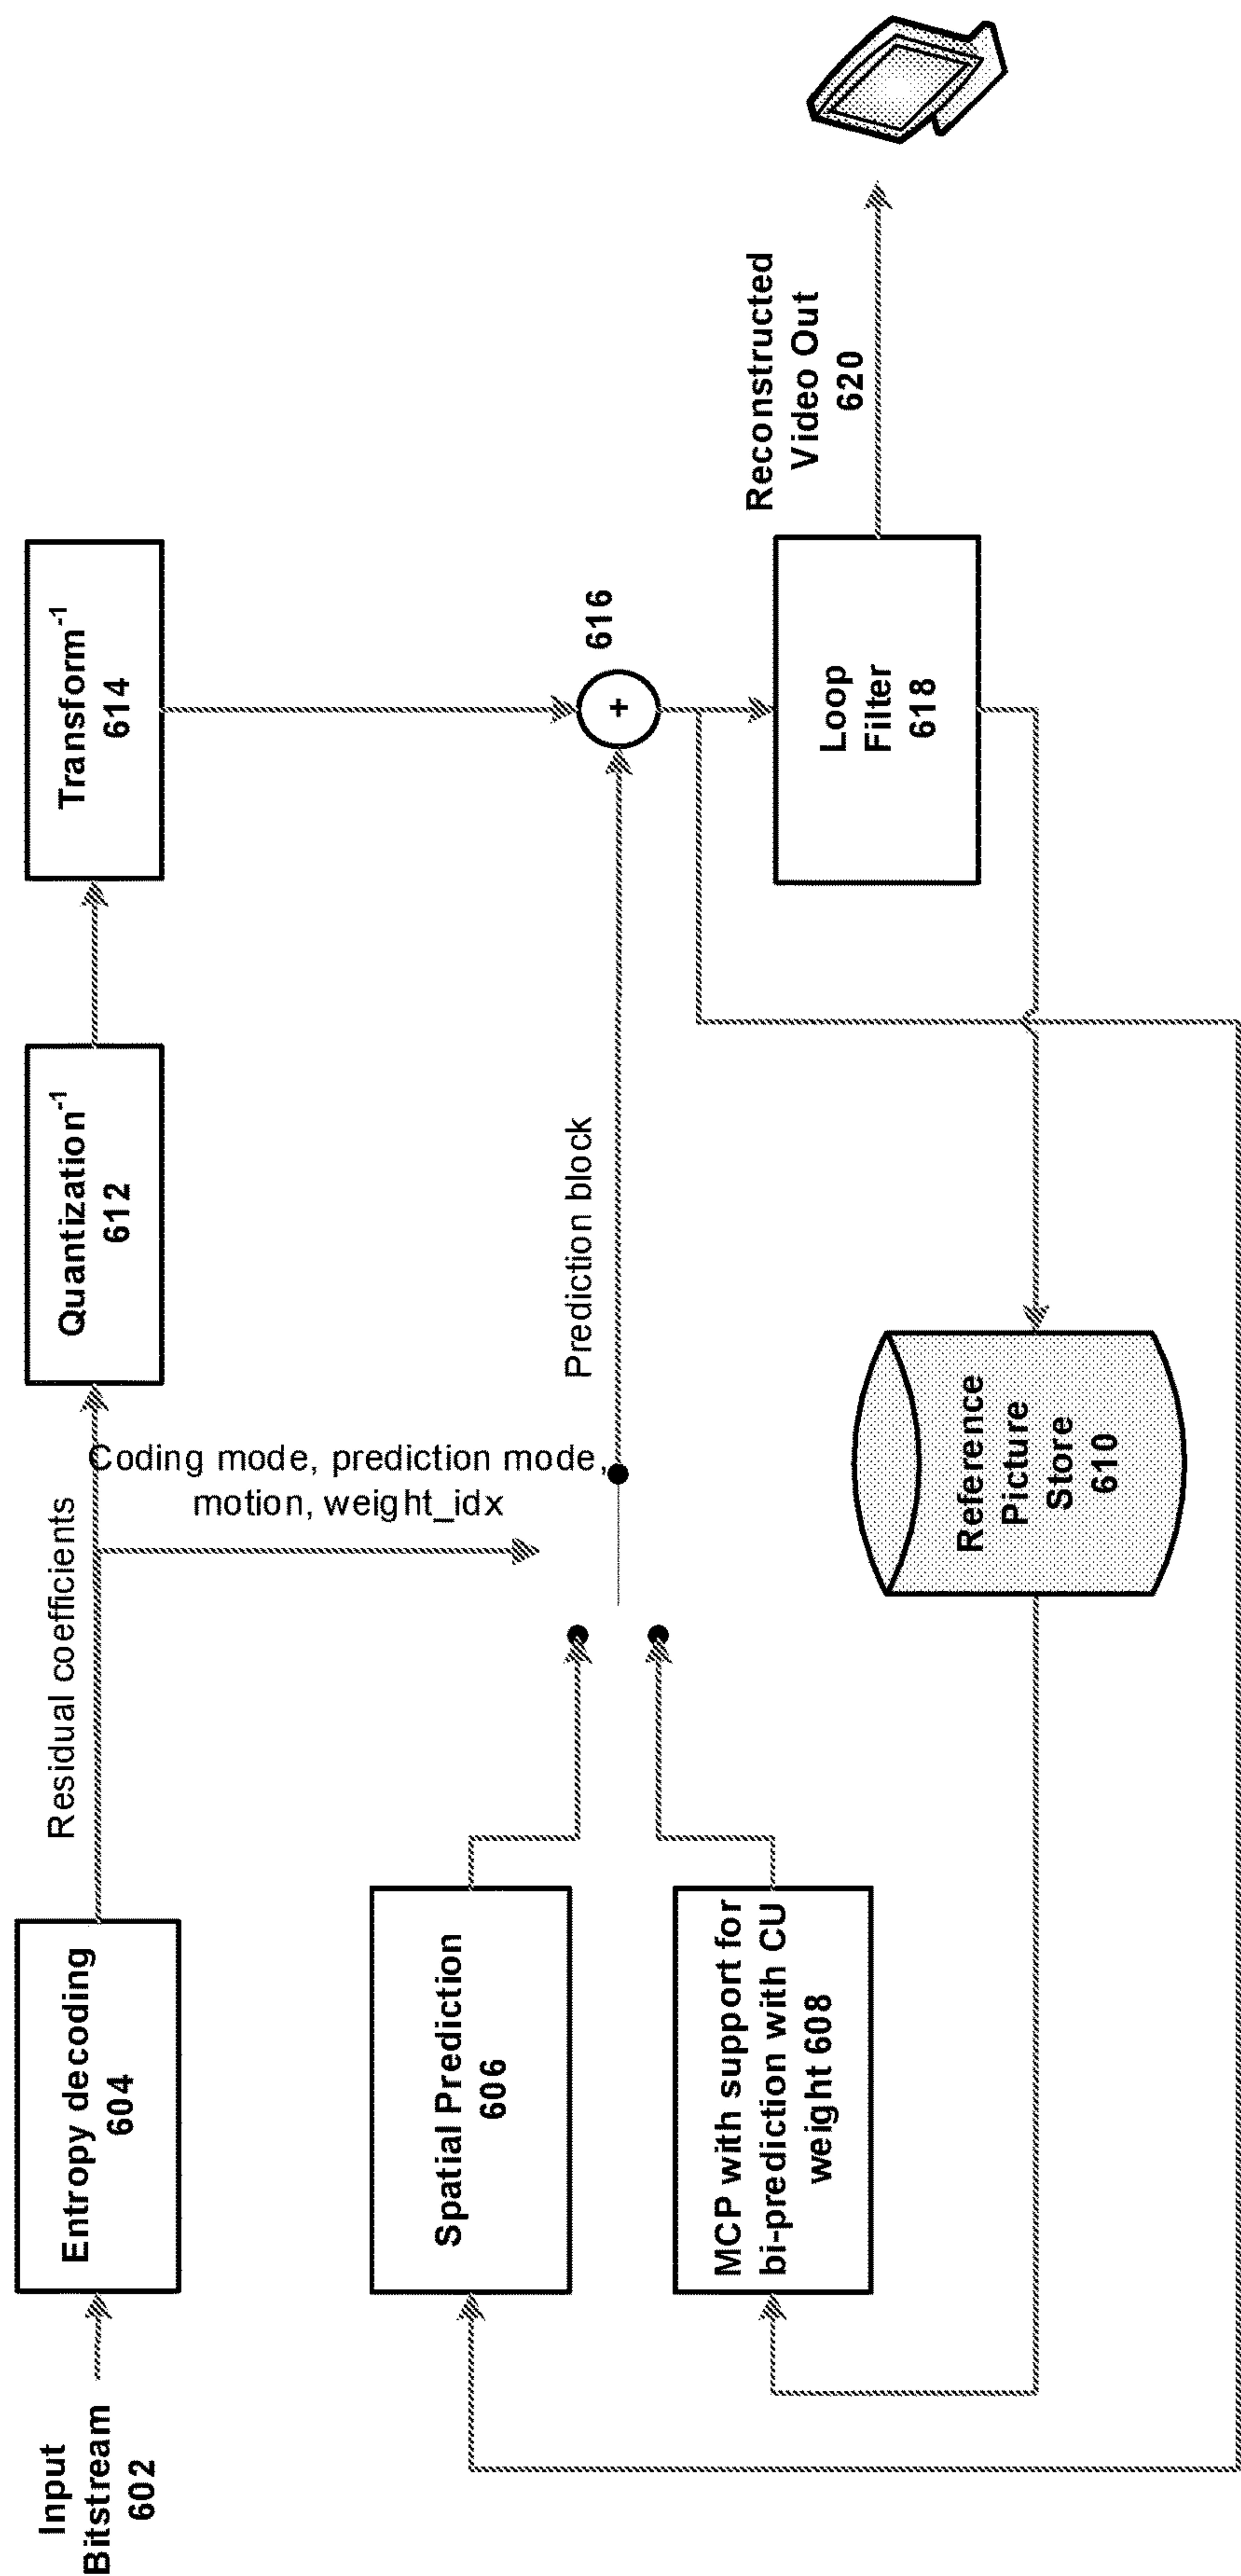 Input
Bitstream
602
Entropy decoding
604
Residual coefficients
Quantization-1
612
Transform-1
614
Coding mode, prediction mode,
motion, weight_idx
Spatial Prediction
606
Prediction block
616
+
MCP with support for
bi-prediction with CU
weight 608
Reference
Picture
Store
610
Loop
Filter
618
Reconstructed
Video Out
620